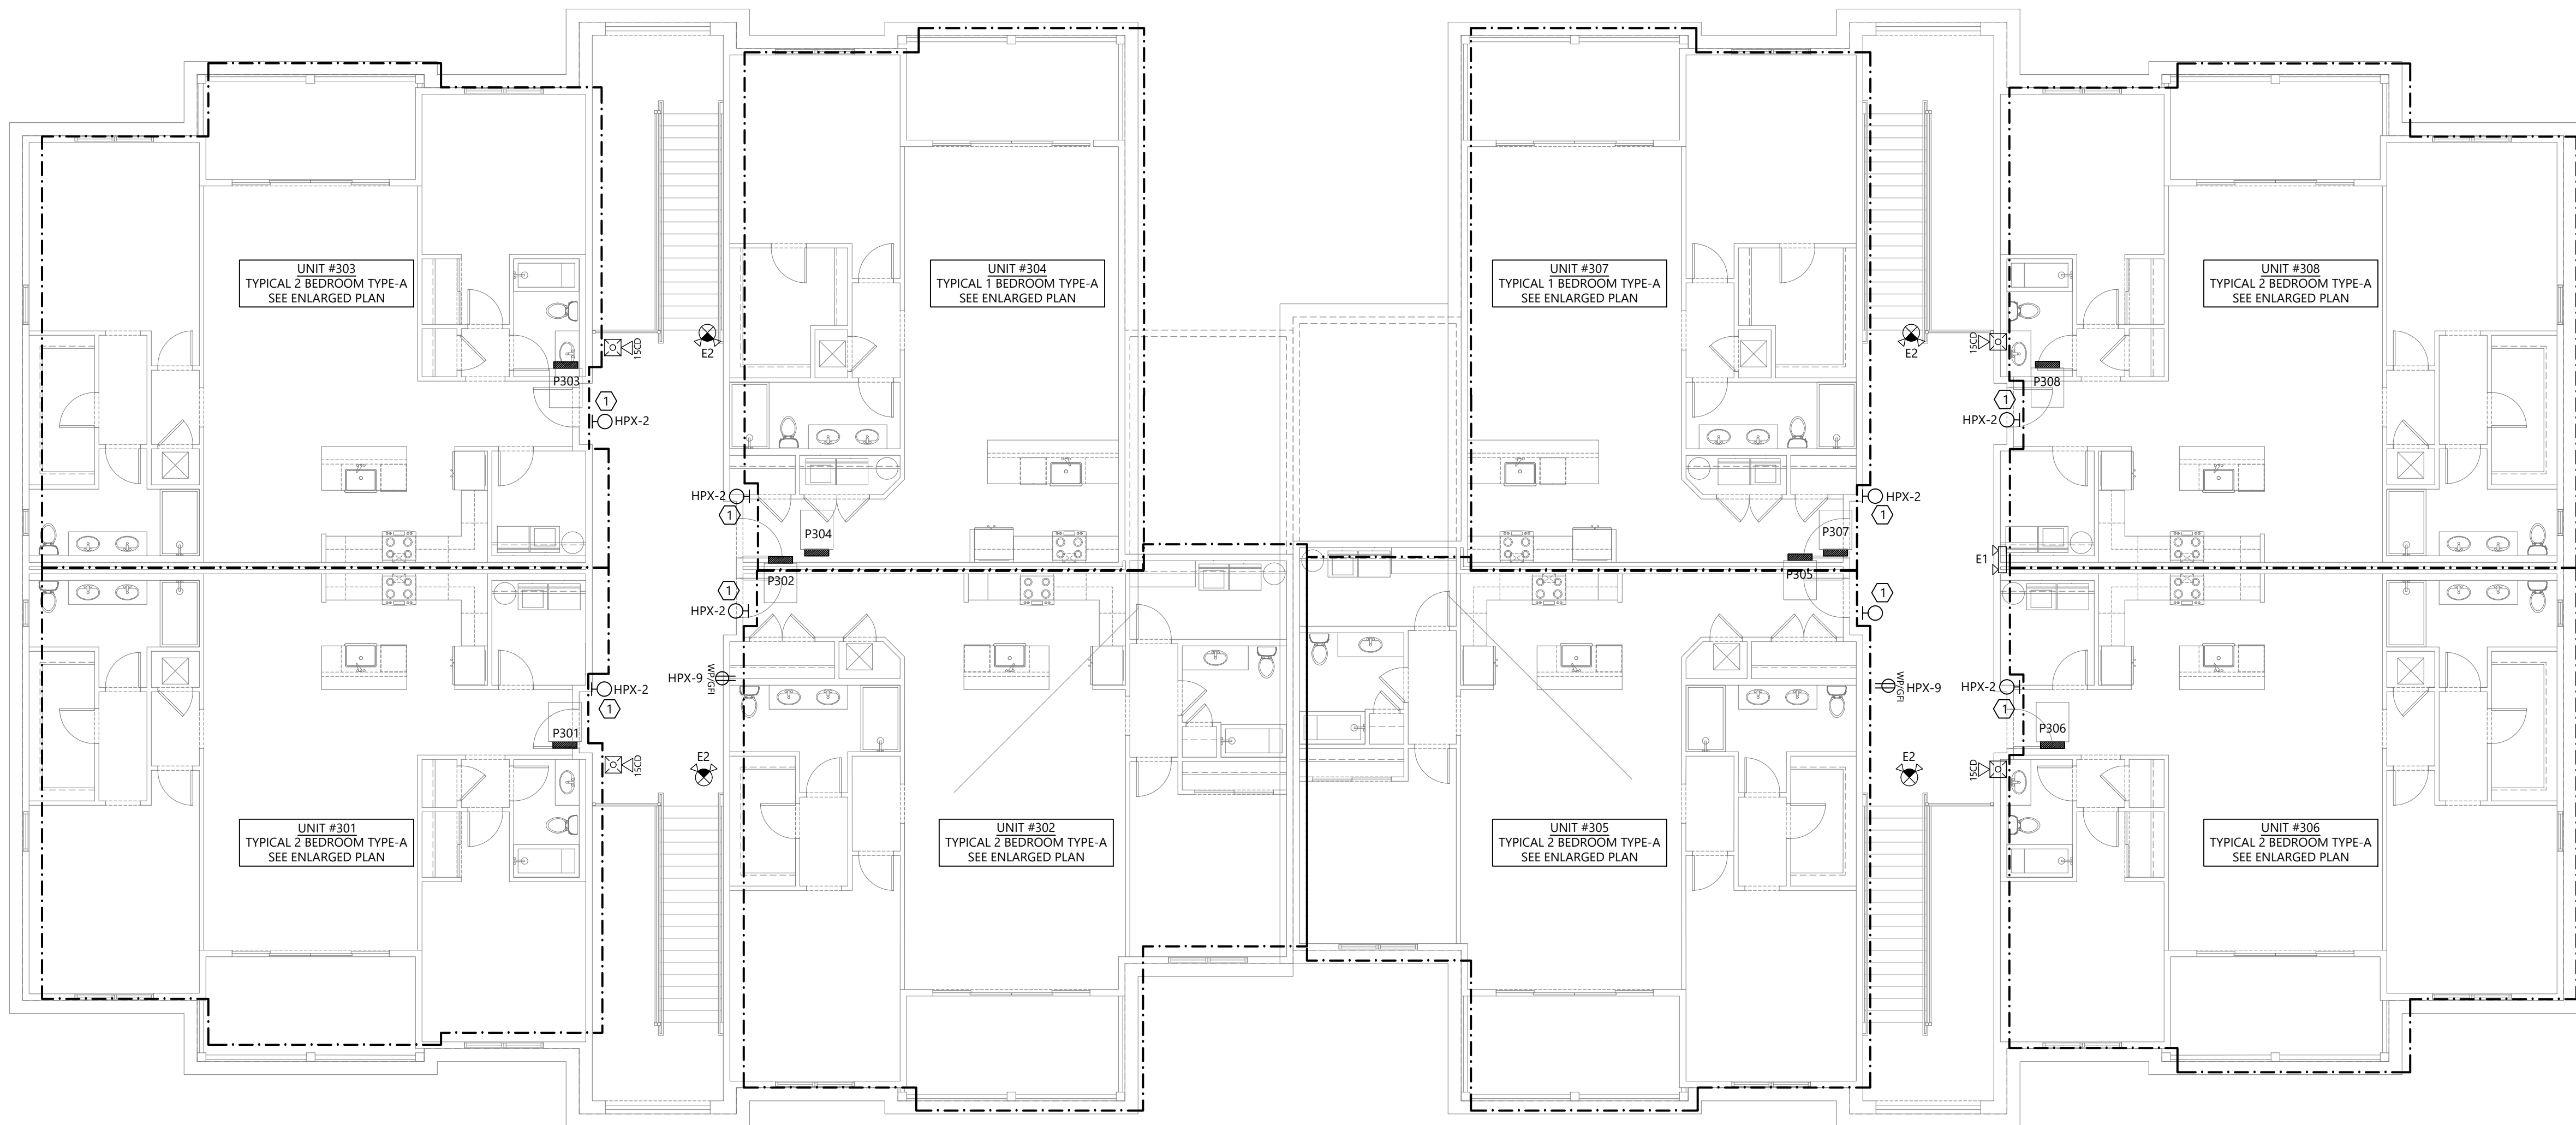 UNIT #303
TYPICAL 2 BEDROOM TYPE-A
SEE ENLARGED PLAN
UNIT #304
TYPICAL 1 BEDROOM TYPE-A
SEE ENLARGED PLAN
UNIT #307
TYPICAL 1 BEDROOM TYPE-A
SEE ENLARGED PLAN
UNIT #308
TYPICAL 2 BEDROOM TYPE-A
SEE ENLARGED PLAN
15CD
E2
E2
15CD
P303
P308
1
HPX-2
1
HPX-2
HPX-2
1
HPX-2
1
P304
P307
P302
P305
E1
1
HPX-2
1
HPX-2
1
HPX-9
WP/GFI
WP/GFI
HPX-9
HPX-2
1
P301
P306
15CD
E2
E2
15CD
UNIT #301
TYPICAL 2 BEDROOM TYPE-A
SEE ENLARGED PLAN
UNIT #302
TYPICAL 2 BEDROOM TYPE-A
SEE ENLARGED PLAN
UNIT #305
TYPICAL 2 BEDROOM TYPE-A
SEE ENLARGED PLAN
UNIT #306
TYPICAL 2 BEDROOM TYPE-A
SEE ENLARGED PLAN